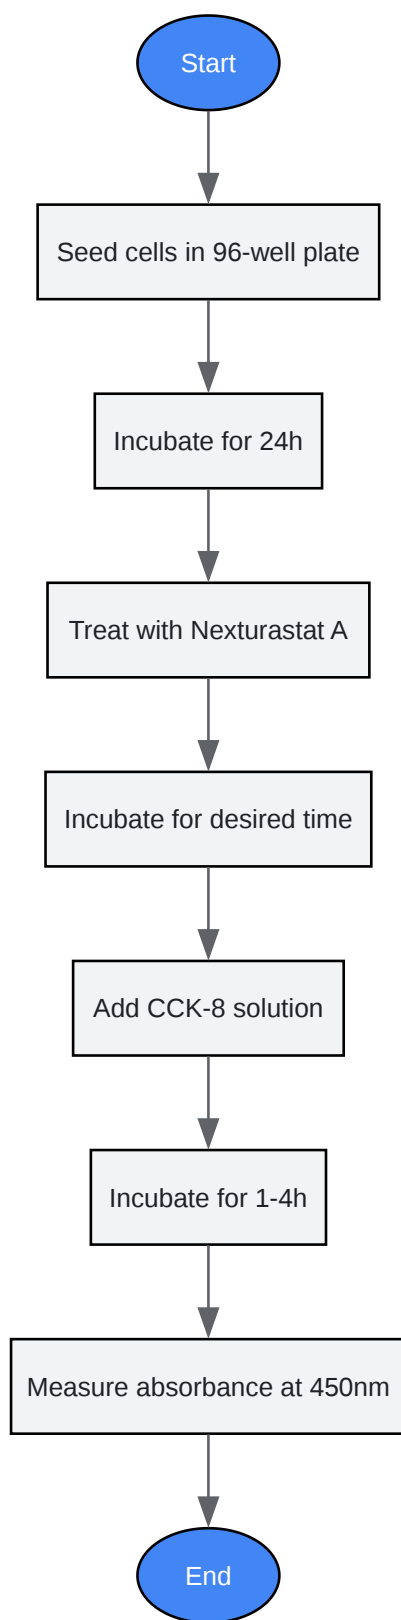 Start
Seed cells in 96-well plate
Incubate for 24h
Treat with Nexturastat A
Incubate for desired time
Add CCK-8 solution
Incubate for 1-4h
Measure absorbance at 450nm
End